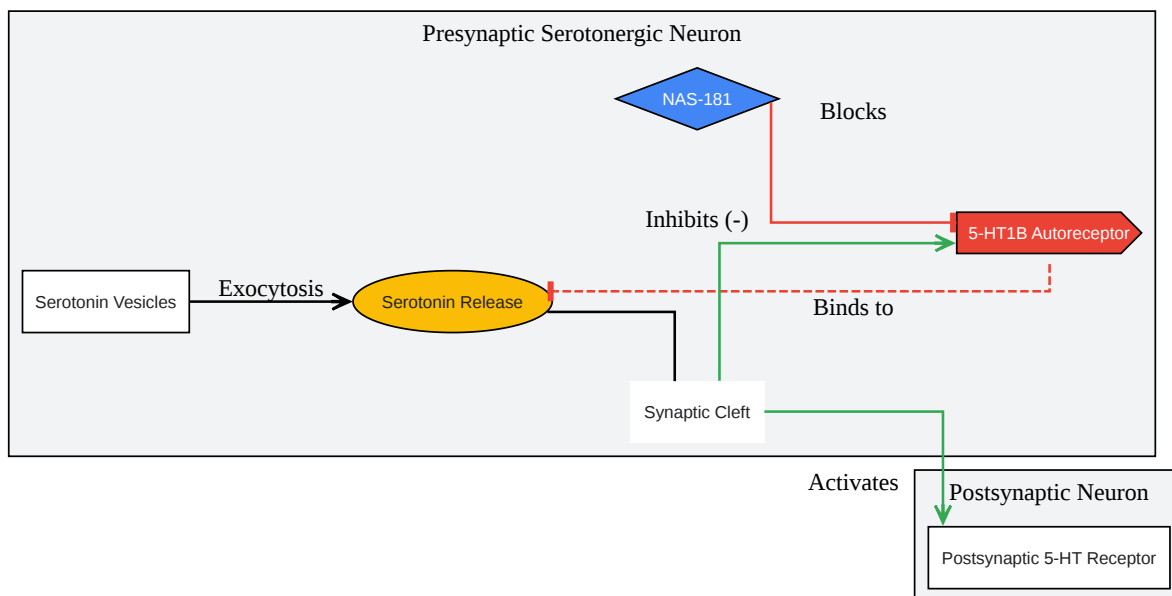 Presynaptic Serotonergic Neuron
NAS-181
Blocks
Inhibits (-)
5-HT1B Autoreceptor
Serotonin Vesicles
Exocytosis
Serotonin Release
Binds to
Synaptic Cleft
Activates
Postsynaptic Neuron
Postsynaptic 5-HT Receptor